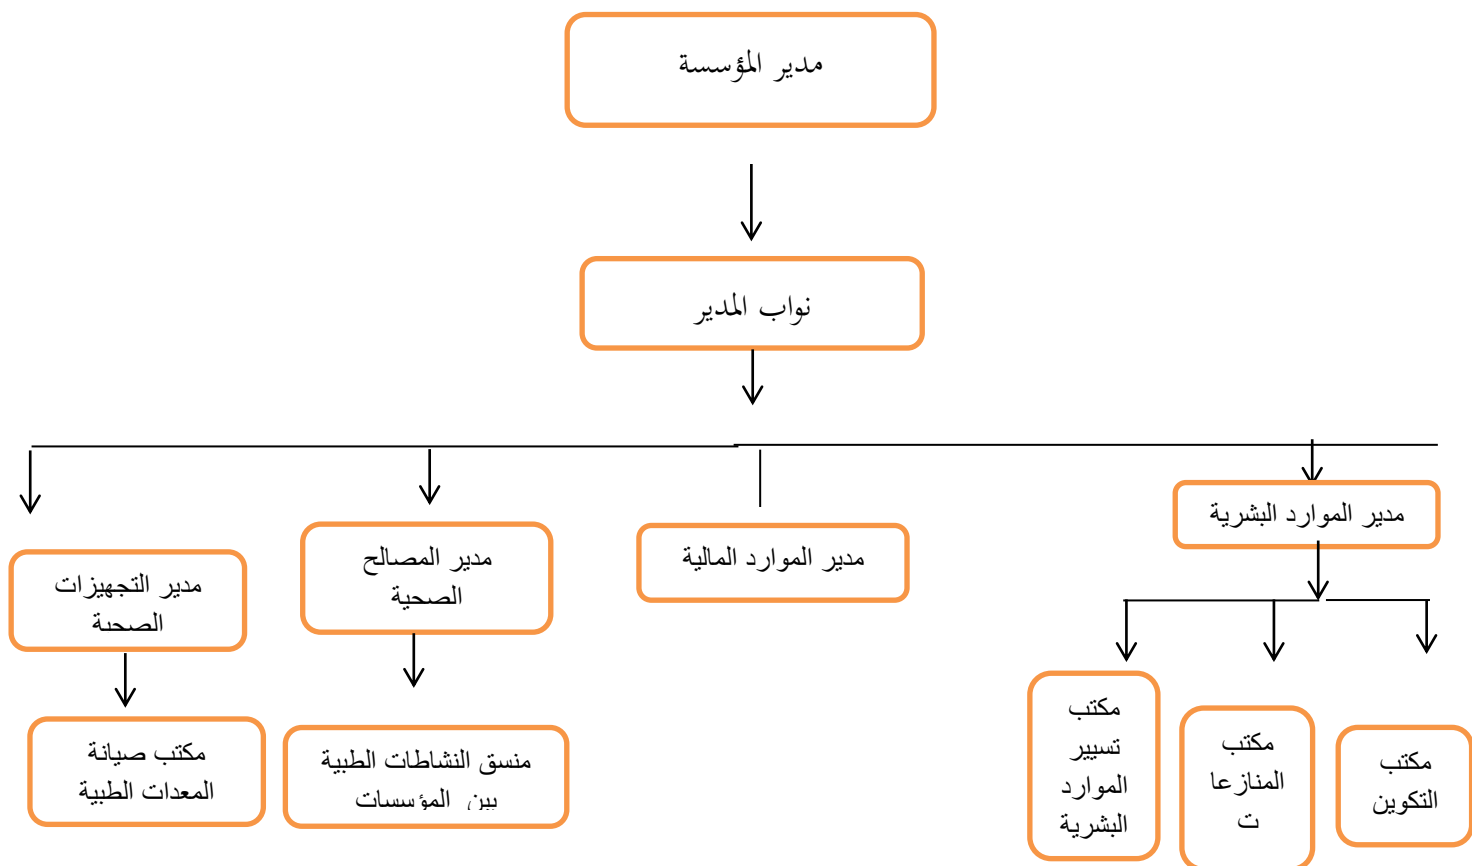 مدير المؤسسة
نواب المدير
مدير الموارد البشرية
مدير الموارد المالية
مدير المصالح
الصحية
مدير التجهيزات
الصحية
مكتب
التكوين
مكتب
المنازعا
ت
مكتب
تسيير
الموارد
البشرية
منسق النشاطات الطبية
بين المؤسسات
مكتب صيانة
المعدات الطبية